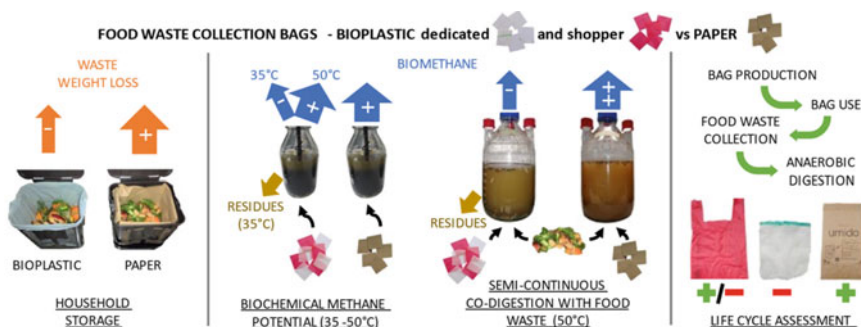 FOOD WASTE COLLECTION BAGS - BIOPLASTIC dedicated and shopper vs PAPER
WASTE
WEIGHT LOSS
-
+
BIOPLASTIC PAPER
HOUSEHOLD
STORAGE
BIOMETHANE
35°C 50°C
- + +
RESIDUES
(35°C)
BIOCHEMICAL METHANE
POTENTIAL (35 -50°C)
- ++
RESIDUES
SEMI-CONTINUOUS
CO-DIGESTION WITH FOOD
WASTE (50°C)
BAG PRODUCTION
BAG USE
FOOD WASTE
COLLECTION
ANAEROBIC
DIGESTION
umido
+/- - +
LIFE CYCLE ASSESSMENT